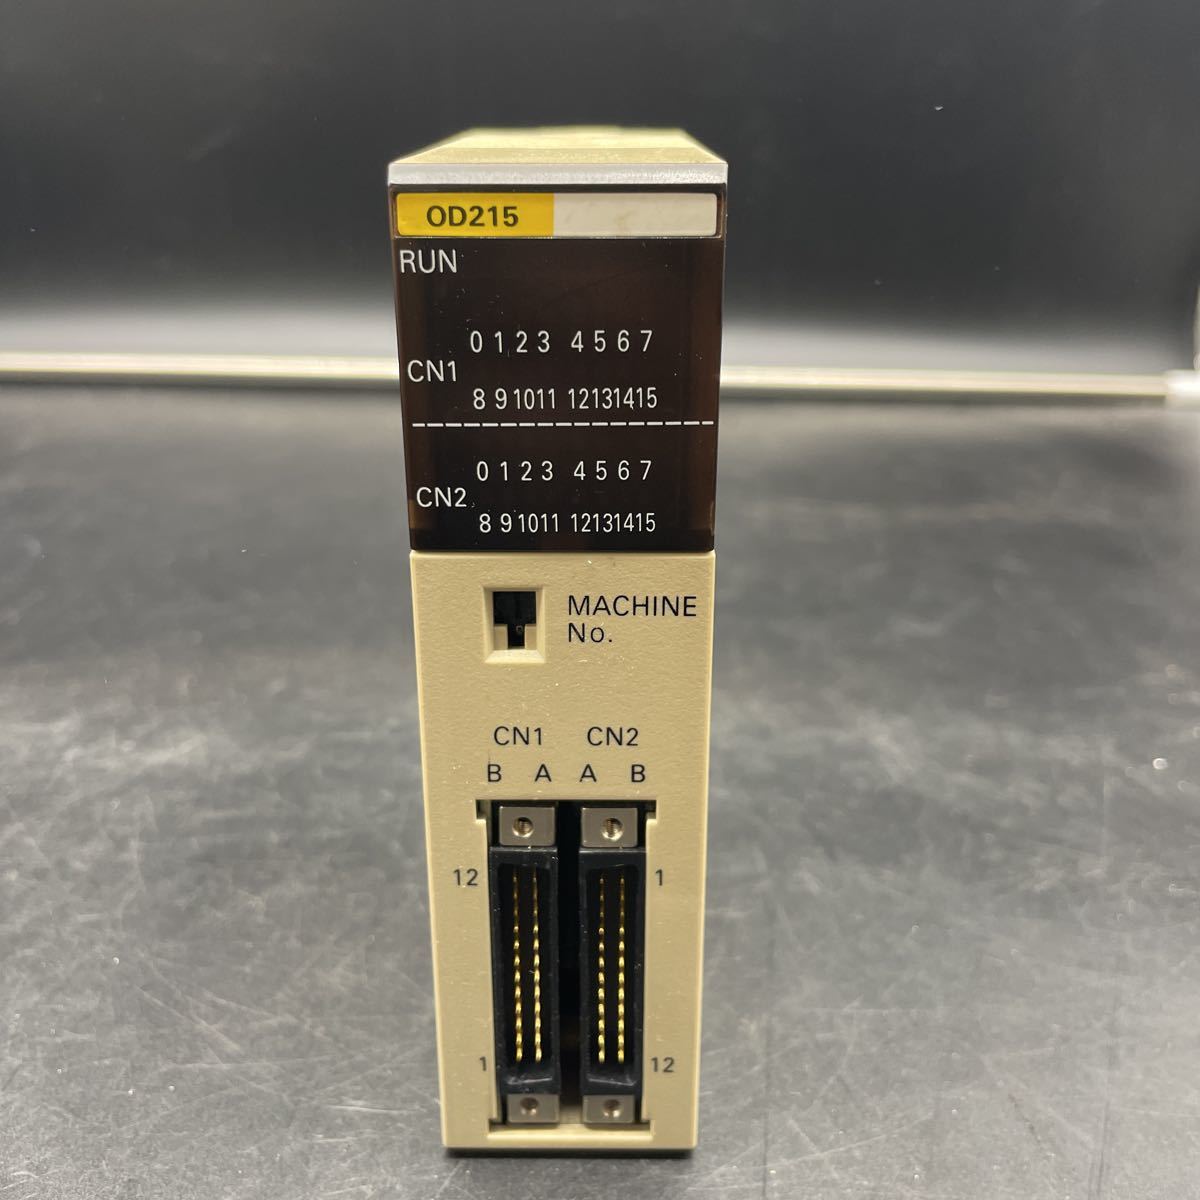 OD215
RUN
0 1 2 3 4 5 6 7
CN1
8 9 10 11 12 13 14 15
0 1 2 3 4 5 6 7
CN2
8 9 10 11 12 13 14 15
MACHINE
No.
CN1 CN2
B A A B
12 1
1 12